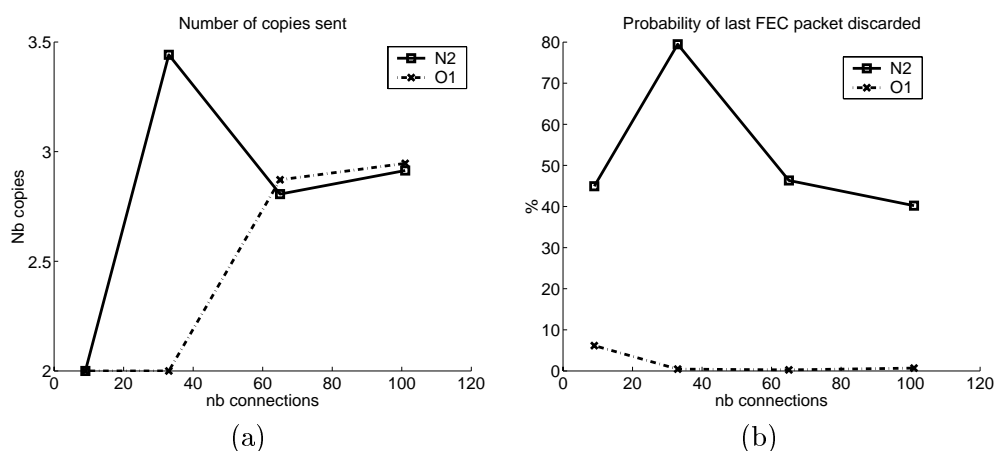 Number of copies sent
3.5
3
2.5
2
Nb copies
0 20 40 60 80 100 120
nb connections
N2
O1
(a)
Probability of last FEC packet discarded
80
70
60
50
40
30
20
10
0
%
0 20 40 60 80 100 120
nb connections
N2
O1
(b)